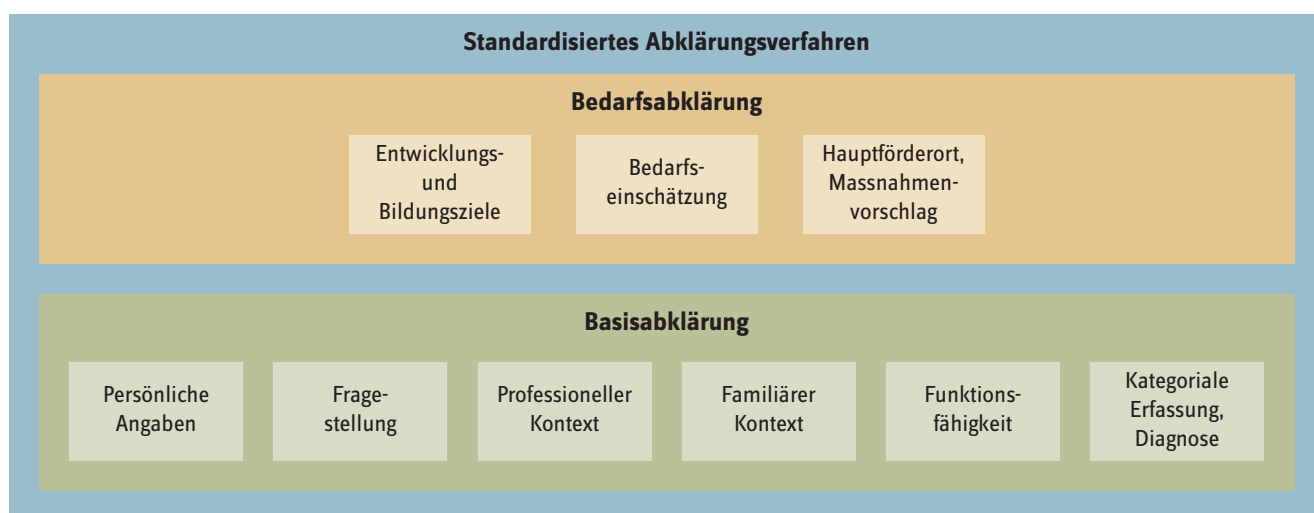 Standardisiertes Abklärungsverfahren
Bedarfsabklärung
Entwicklungs-
und
Bildungsziele
Bedarfs-
einschätzung
Hauptförderort,
Massnahmen-
vorschlag
Basisabklärung
Persönliche
Angaben
Frage-
stellung
Professioneller
Kontext
Familiärer
Kontext
Funktions-
fähigkeit
Kategoriale
Erfassung,
Diagnose